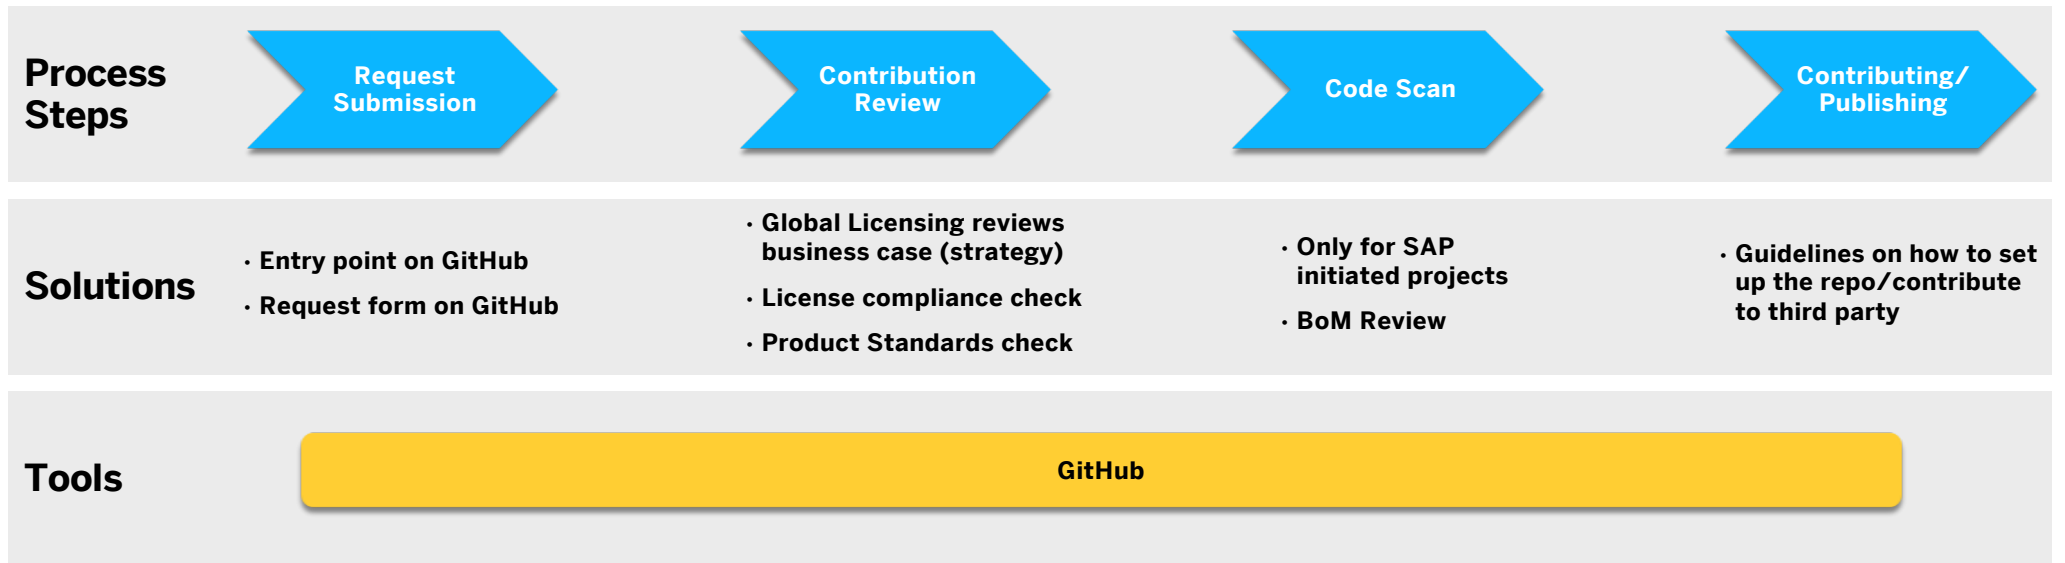 Process
Steps
Request
Submission
Contribution
Review
Code Scan
Contributing/
Publishing
Solutions
· Entry point on GitHub
· Request form on GitHub
· Global Licensing reviews
business case (strategy)
· License compliance check
· Product Standards check
· Only for SAP
initiated projects
· BoM Review
· Guidelines on how to set
up the repo/contribute
to third party
Tools
GitHub